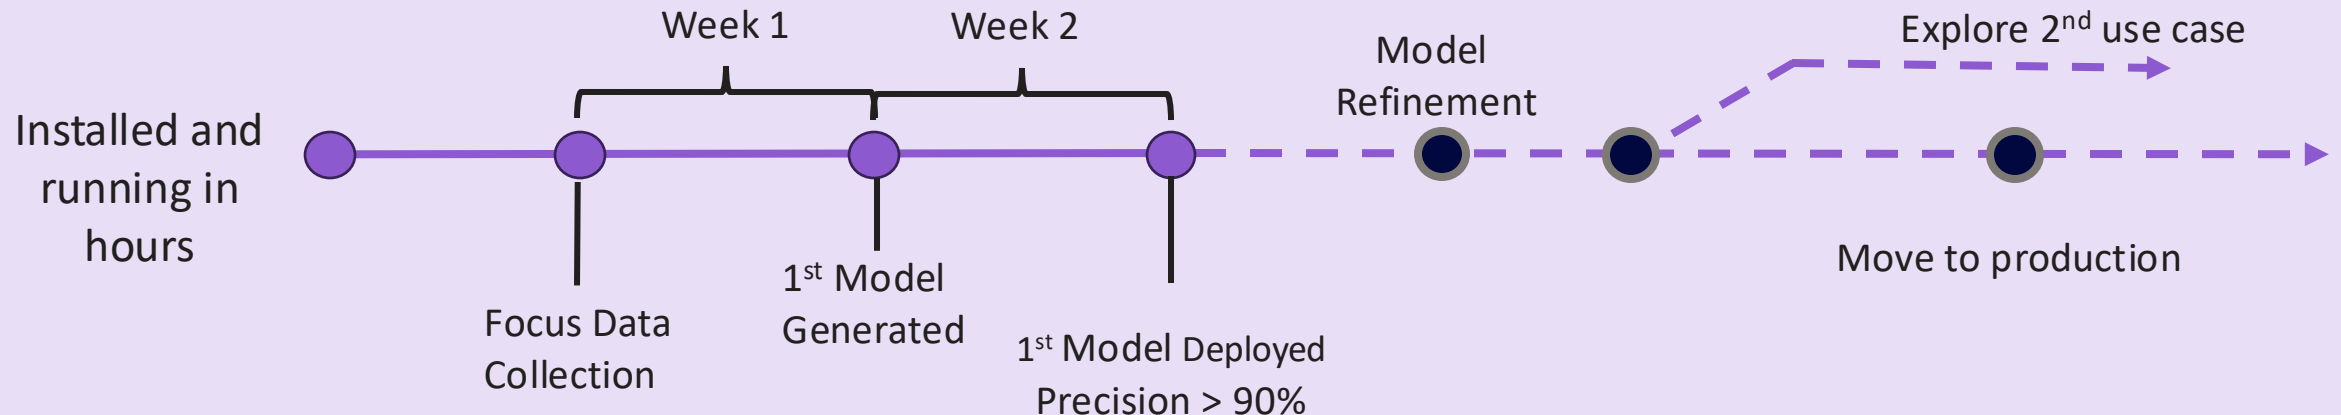 Installed and
running in
hours
Week 1
Week 2
Focus Data
Collection
1st Model
Generated
1st Model Deployed
Precision > 90%
Model
Refinement
Explore 2nd use case
Move to production